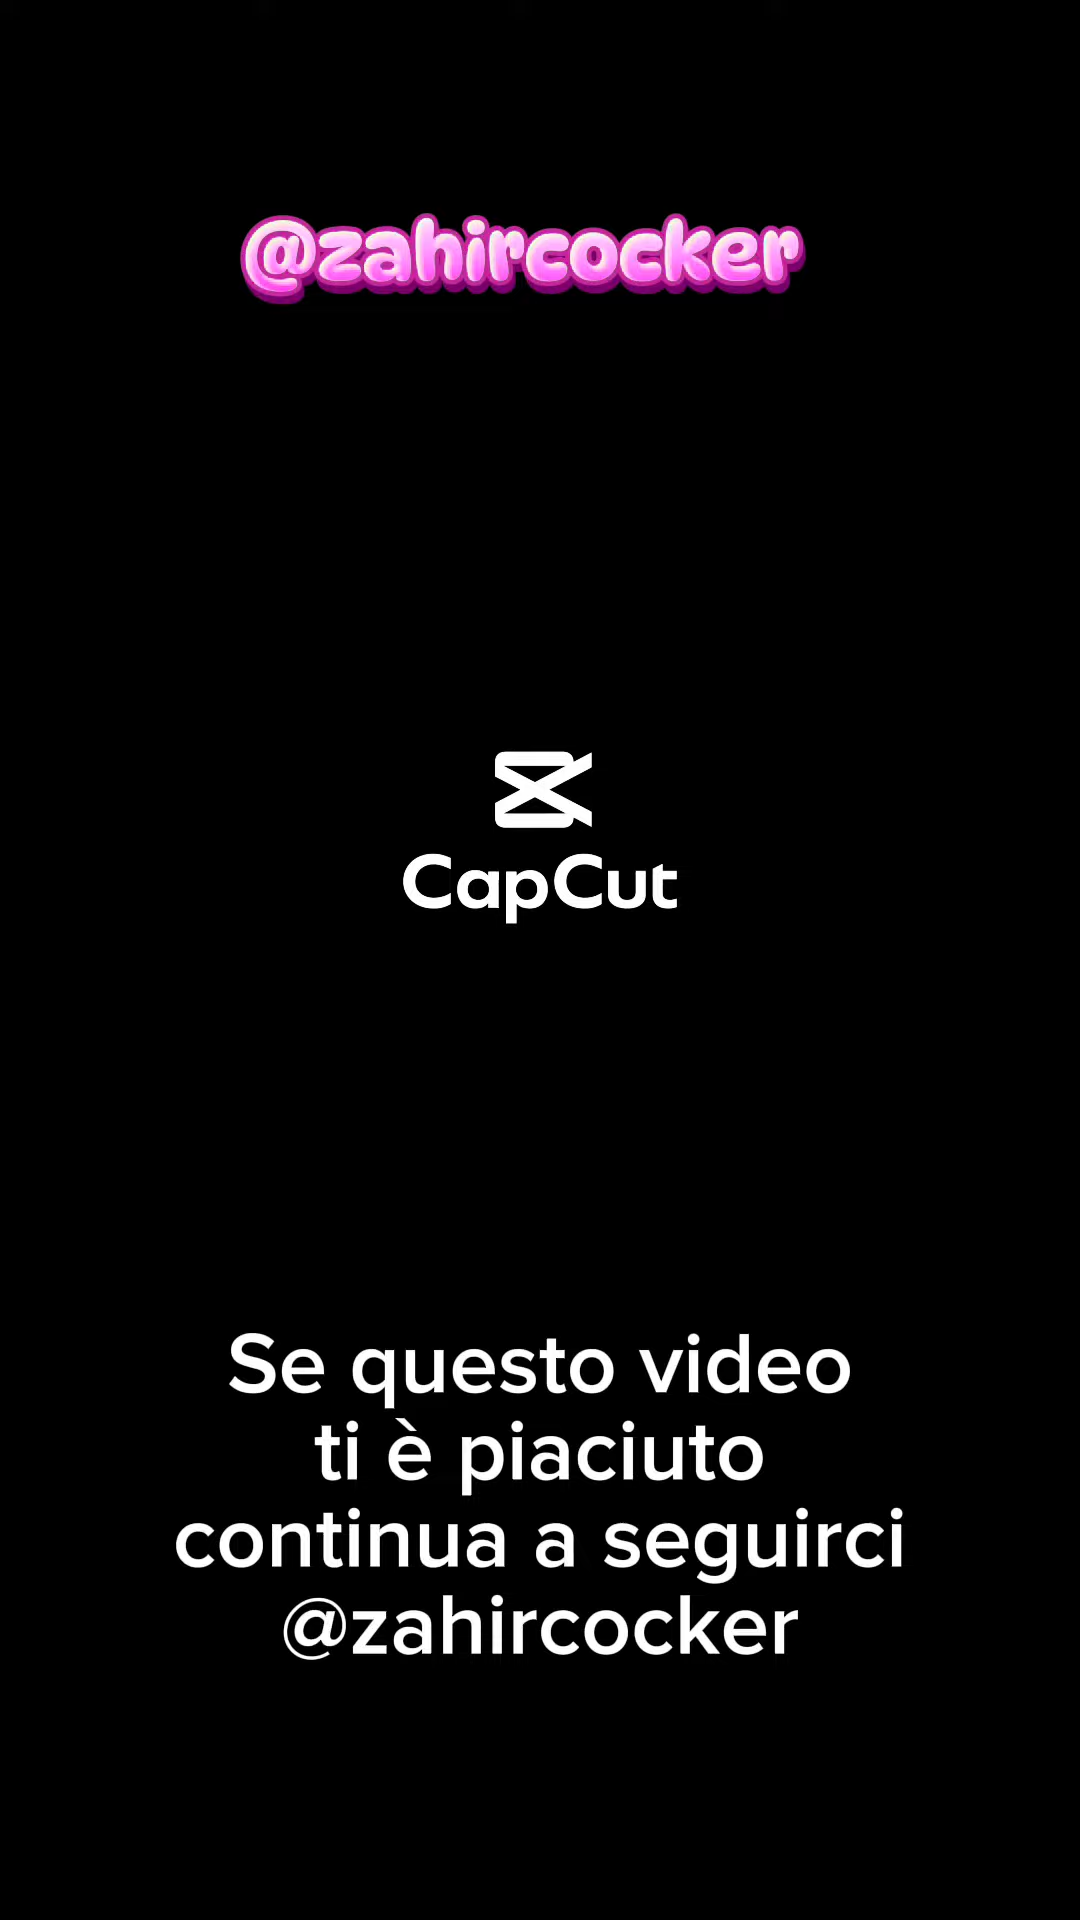 @zahircocker
CapCut
Se questo video
ti è piaciuto
continua a seguirci
@zahircocker